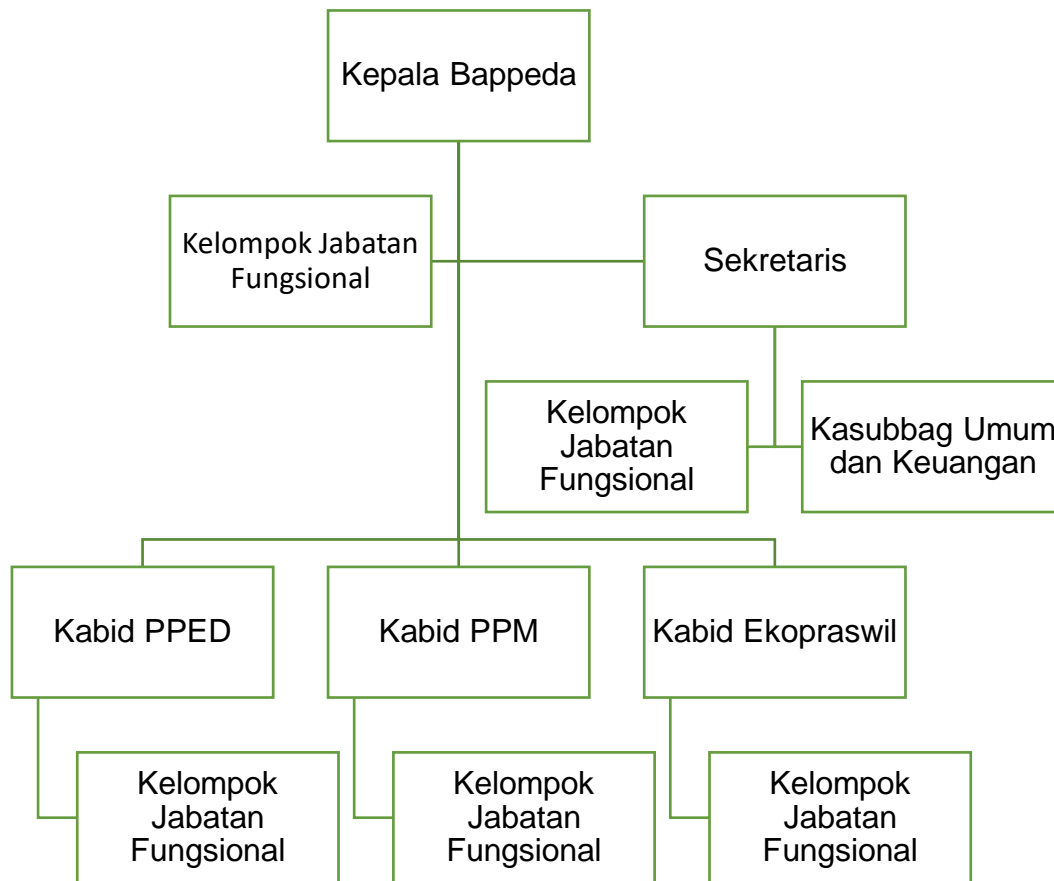 Kepala Bappeda
Kelompok Jabatan
Fungsional
Sekretaris
Kelompok
Jabatan
Fungsional
Kasubbag Umum
dan Keuangan
Kabid PPED
Kabid PPM
Kabid Ekopraswil
Kelompok
Jabatan
Fungsional
Kelompok
Jabatan
Fungsional
Kelompok
Jabatan
Fungsional